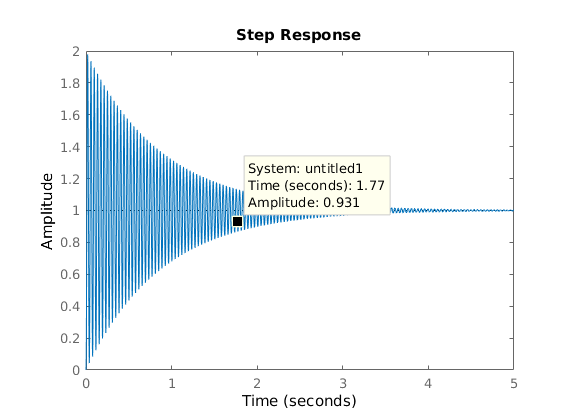 Step Response
2
1.8
1.6
1.4
1.2
1
0.8
0.6
0.4
0.2
0
Amplitude
System: untitled1
Time (seconds): 1.77
Amplitude: 0.931
0 1 2 3 4 5
Time (seconds)